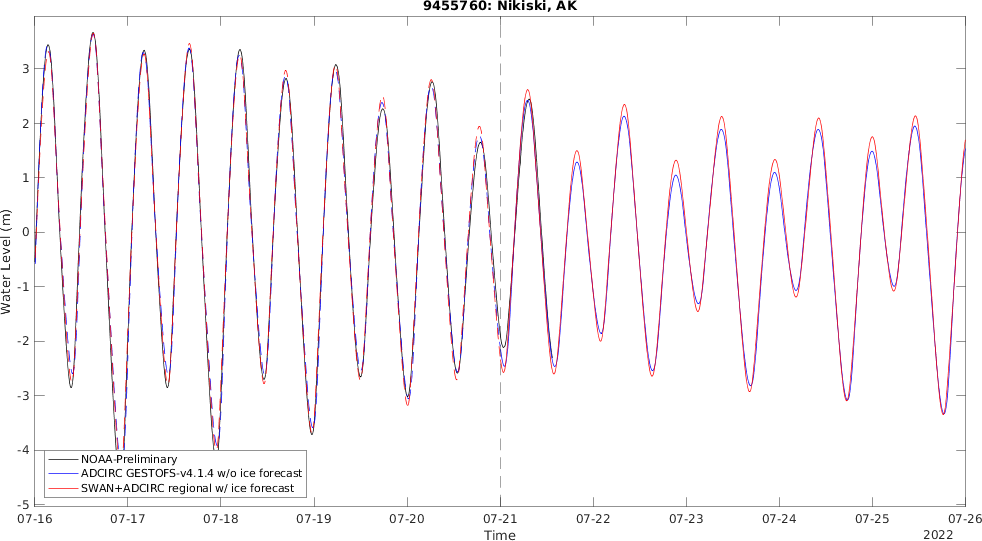 9455760: Nikiski, AK
Water Level (m)
3
2
1
0
-1
-2
-3
-4
-5
NOAA-Preliminary
ADCIRC GESTOFS-v4.1.4 w/o ice forecast
SWAN+ADCIRC regional w/ ice forecast
07-16 07-17 07-18 07-19 07-20 07-21 07-22 07-23 07-24 07-25 07-26
Time
2022